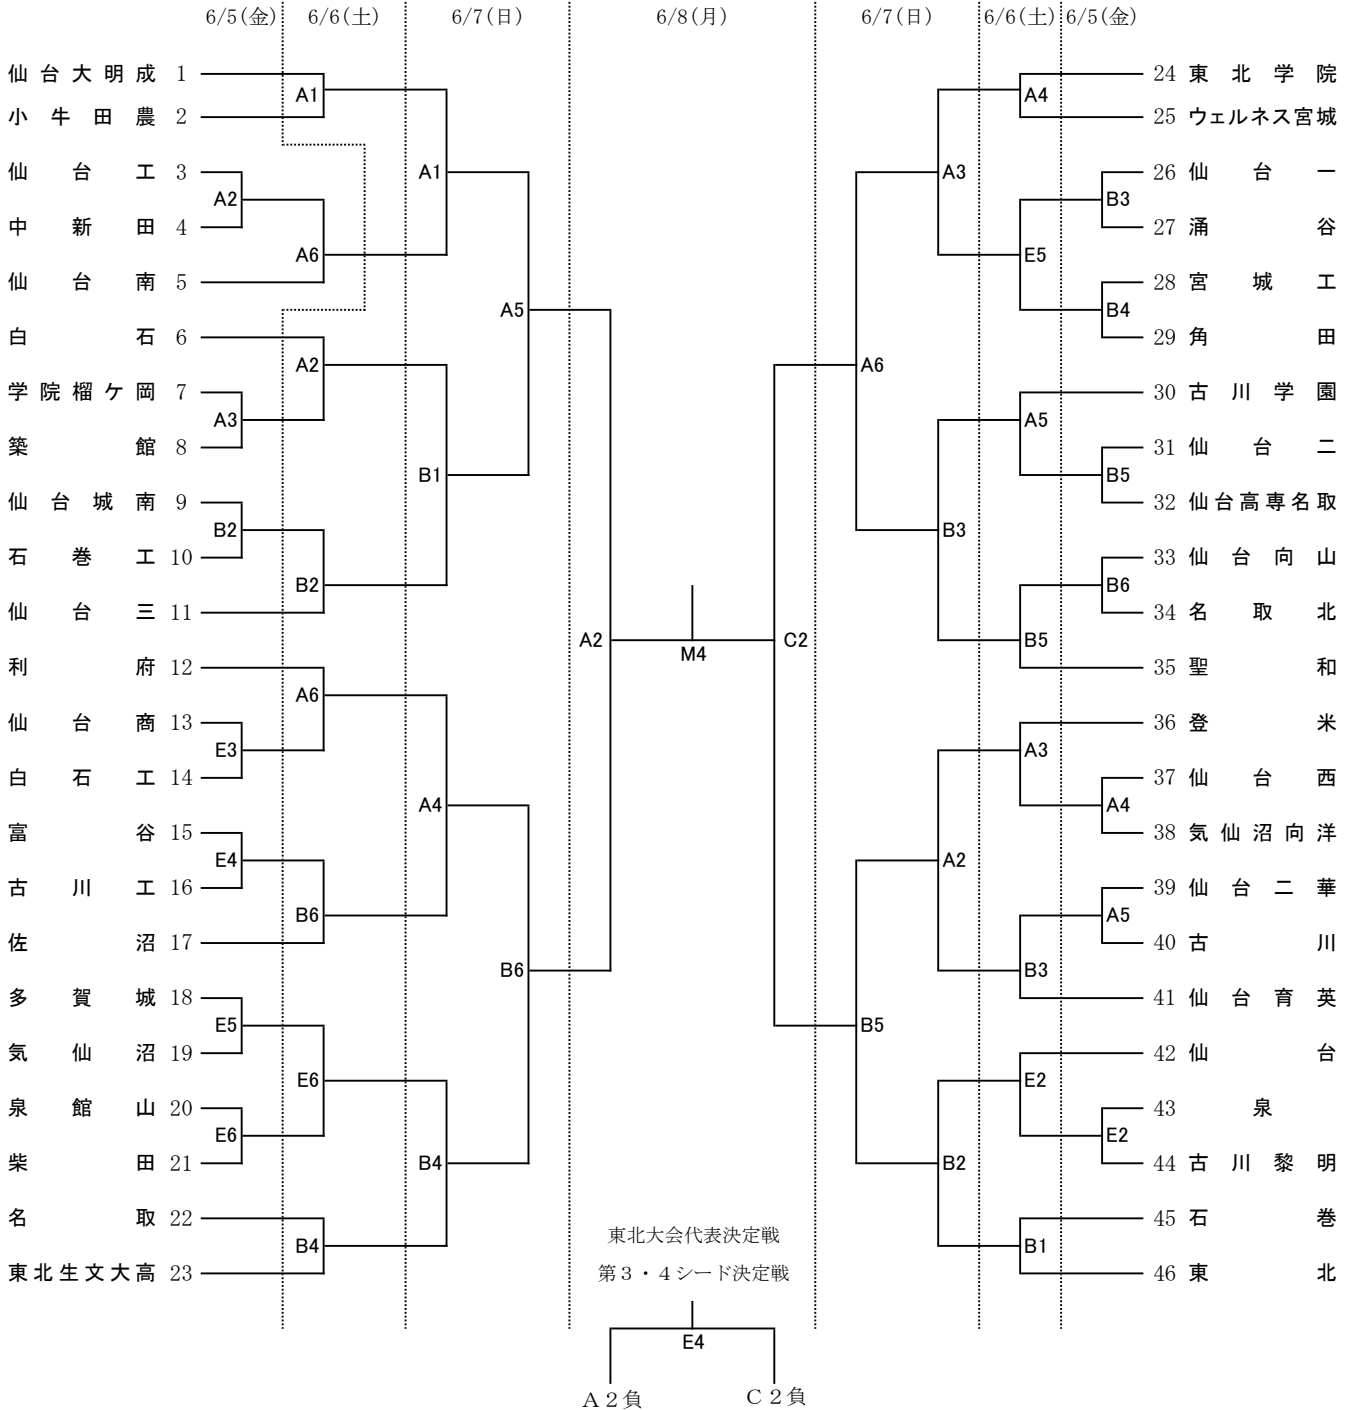 6/5(金) 6/6(土) 6/7(日) 6/8(月) 6/7(日) 6/6(土) 6/5(金)
仙台大明成 1
A1
小牛田農 2
仙台工 3
A2
中新田 4
A6
仙台南 5
A1
白石 6
A2
学院榴ケ岡 7
A3
築館 8
B1
仙台城南 9
B2
石巻工 10
B2
仙台三 11
A5
利府 12
A6
仙台商 13
E3
白石工 14
A4
富谷 15
E4
古川工 16
B6
佐沼 17
B6
多賀城 18
E5
気仙沼 19
E6
泉館山 20
E6
柴田 21
B4
名取 22
B4
東北生文大高 23
A2
M4
C2
24 東北学院
A4
25 ウェルネス宮城
A3
26 仙台一
B3
27 涌谷
E5
28 宮城工
B4
29 角田
A6
30 古川学園
A5
31 仙台二
B5
32 仙台高専名取
B3
33 仙台向山
B6
34 名取北
B5
35 聖和
36 登米
A3
37 仙台西
A4
38 気仙沼向洋
A2
39 仙台二華
A5
40 古川
B3
41 仙台育英
B5
42 仙台
E2
43 泉
E2
44 古川黎明
B2
45 石巻
B1
46 東北
東北大会代表決定戦
第3・4シード決定戦
E4
A2負 C2負